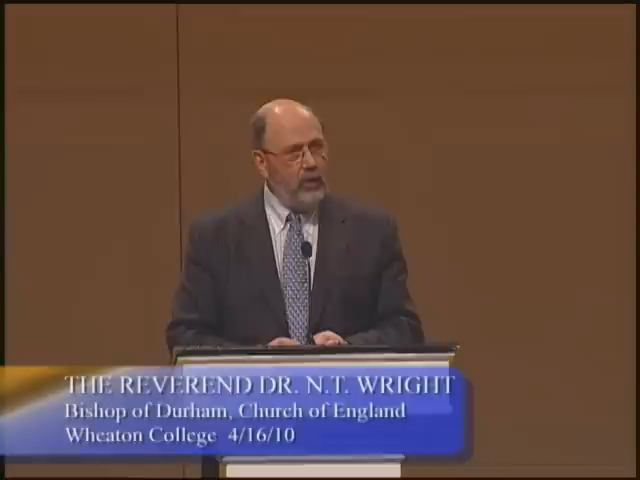 THE REVEREND DR. N.T. WRIGHT
Bishop of Durham, Church of England
Wheaton College 4/16/10